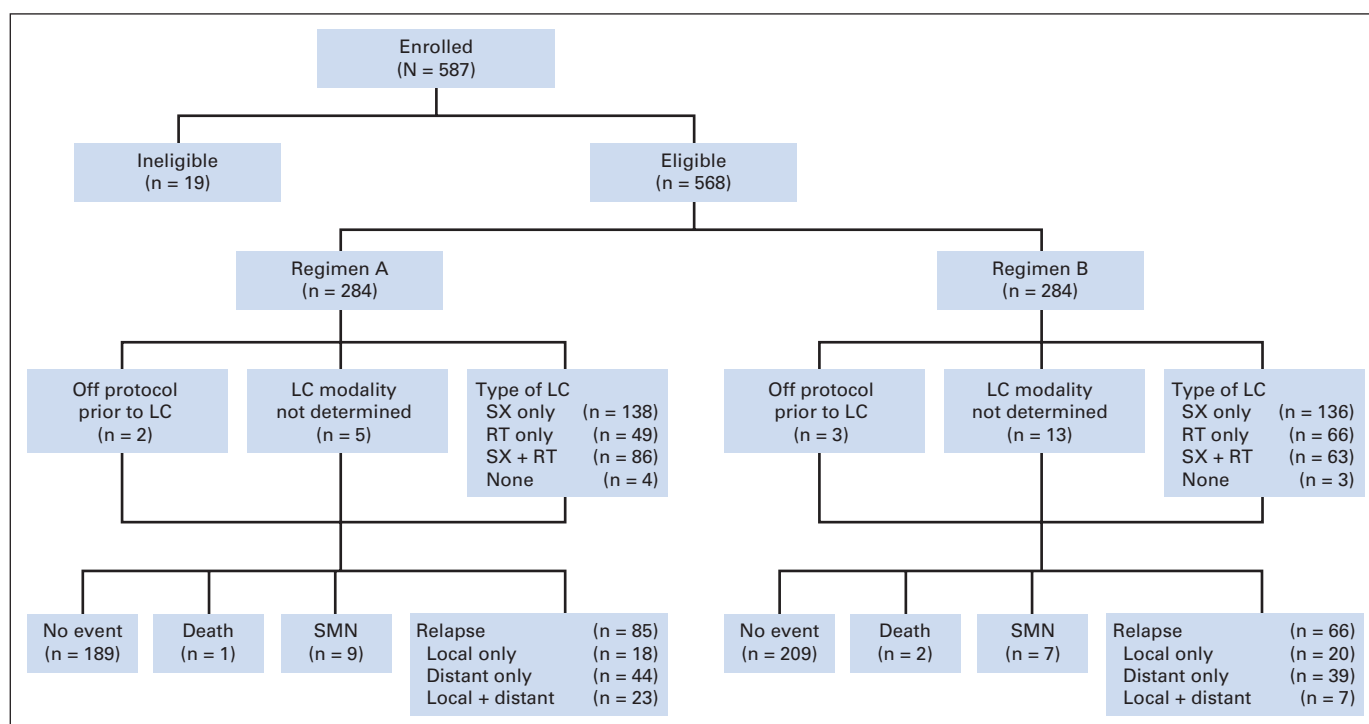 Enrolled
(N = 587)
Ineligible
(n = 19)
Eligible
(n = 568)
Regimen A
(n = 284)
Regimen B
(n = 284)
Off protocol
prior to LC
(n = 2)
LC modality
not determined
(n = 5)
Type of LC
SX only (n = 138)
RT only (n = 49)
SX + RT (n = 86)
None (n = 4)
Off protocol
prior to LC
(n = 3)
LC modality
not determined
(n = 13)
Type of LC
SX only (n = 136)
RT only (n = 66)
SX + RT (n = 63)
None (n = 3)
No event
(n = 189)
Death
(n = 1)
SMN
(n = 9)
Relapse (n = 85)
Local only (n = 18)
Distant only (n = 44)
Local + distant (n = 23)
No event
(n = 209)
Death
(n = 2)
SMN
(n = 7)
Relapse (n = 66)
Local only (n = 20)
Distant only (n = 39)
Local + distant (n = 7)